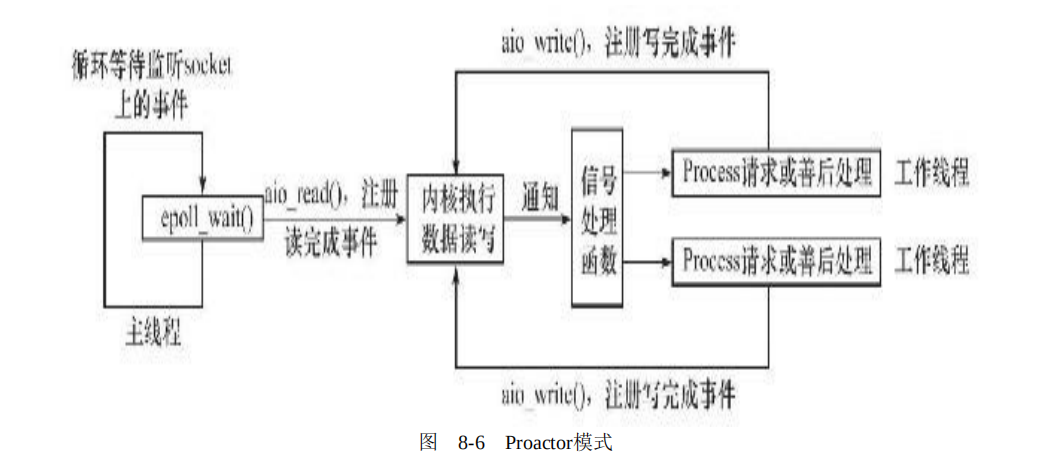 aio_write()，注册写完成事件
循环等待监听socket
上的事件
epoll_wait()
aio_read()，注册
读完成事件
内核执行
数据读写
通知
信号
处理
函数
Process请求或善后处理
工作线程
Process请求或善后处理
工作线程
主线程
aio_write()，注册写完成事件
图 8-6 Proactor模式